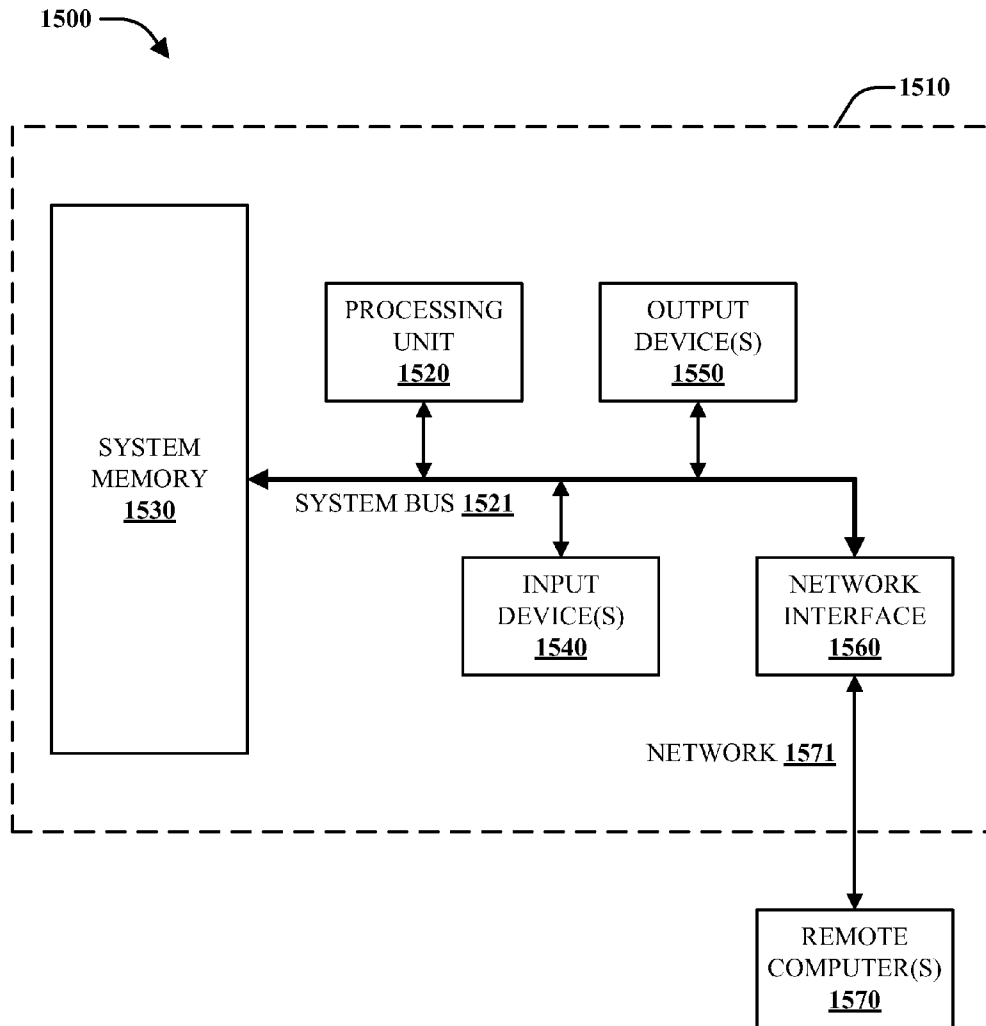 1500
1510
PROCESSING
UNIT
1520
OUTPUT
DEVICE(S)
1550
SYSTEM
MEMORY
1530
SYSTEM BUS 1521
INPUT
DEVICE(S)
1540
NETWORK
INTERFACE
1560
NETWORK 1571
REMOTE
COMPUTER(S)
1570